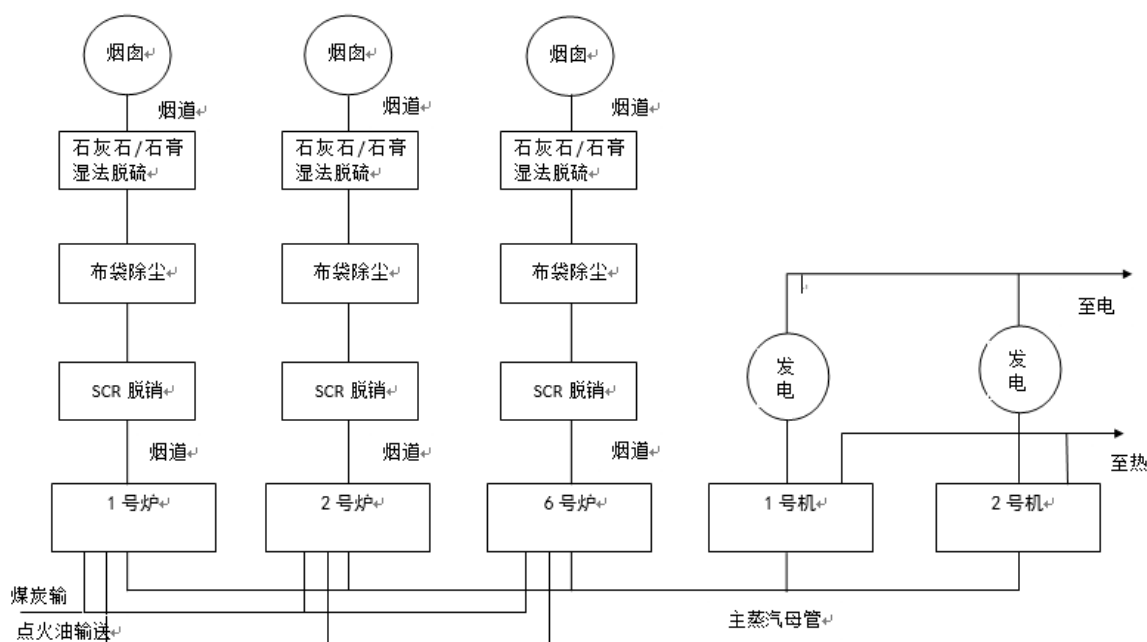 烟囱 烟囱 烟囱
烟道 烟道 烟道
石灰石/石膏 石灰石/石膏 石灰石/石膏
湿法脱硫 湿法脱硫 湿法脱硫
布袋除尘 布袋除尘 布袋除尘
至电
发 发
电 电
SCR 脱销 SCR 脱销 SCR 脱销
烟道 烟道 烟道
至热
1号炉 2号炉 6号炉 1号机 2号机
煤炭输
点火油输送
主蒸汽母管